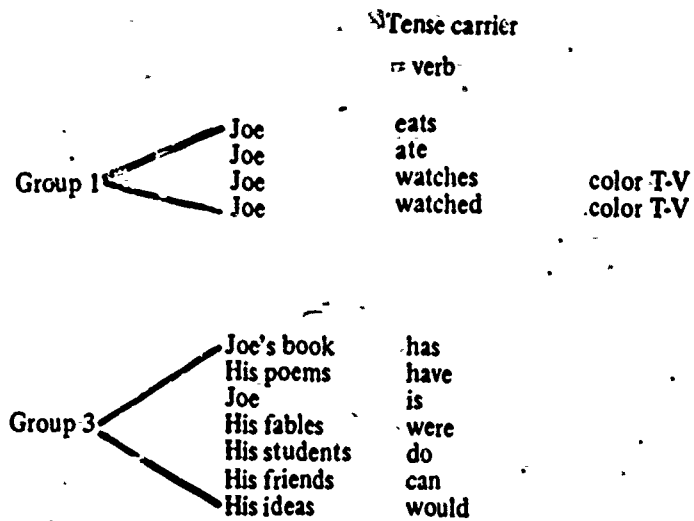 Tense carrier
= verb
Joe eats
Joe ate
Group 1 Joe watches color T-V
Joe watched color T-V
Joe's book has
His poems have
Joe is
Group 3 His fables were
His students do
His friends can
His ideas would